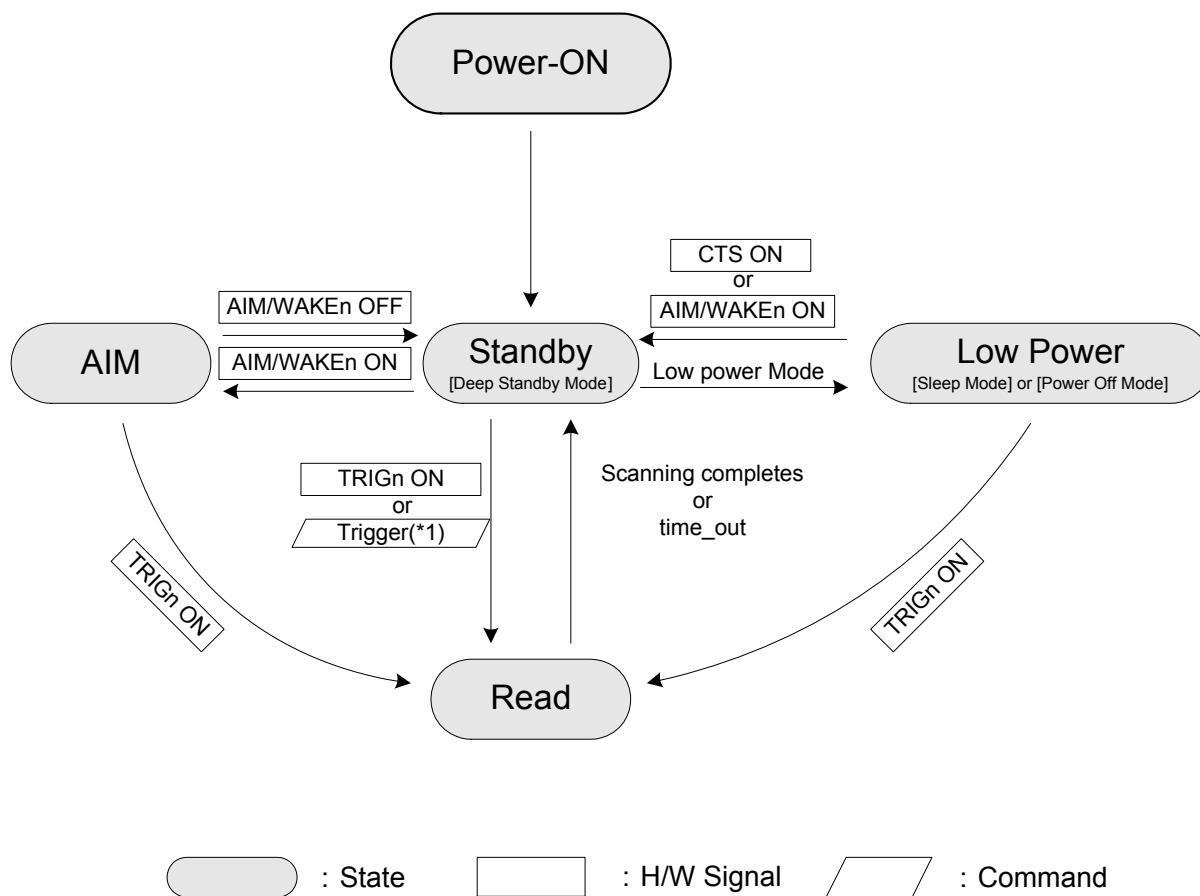 Power-ON
CTS ON
or
AIM/WAKEn ON
AIM/WAKEn OFF
AIM/WAKEn ON
AIM
Standby
[Deep Standby Mode]
Low power Mode
Low Power
[Sleep Mode] or [Power Off Mode]
TRIGn ON
or
Trigger(*1)
Scanning completes
or
time_out
TRIGn ON
TRIGn ON
Read
: State
: H/W Signal
: Command